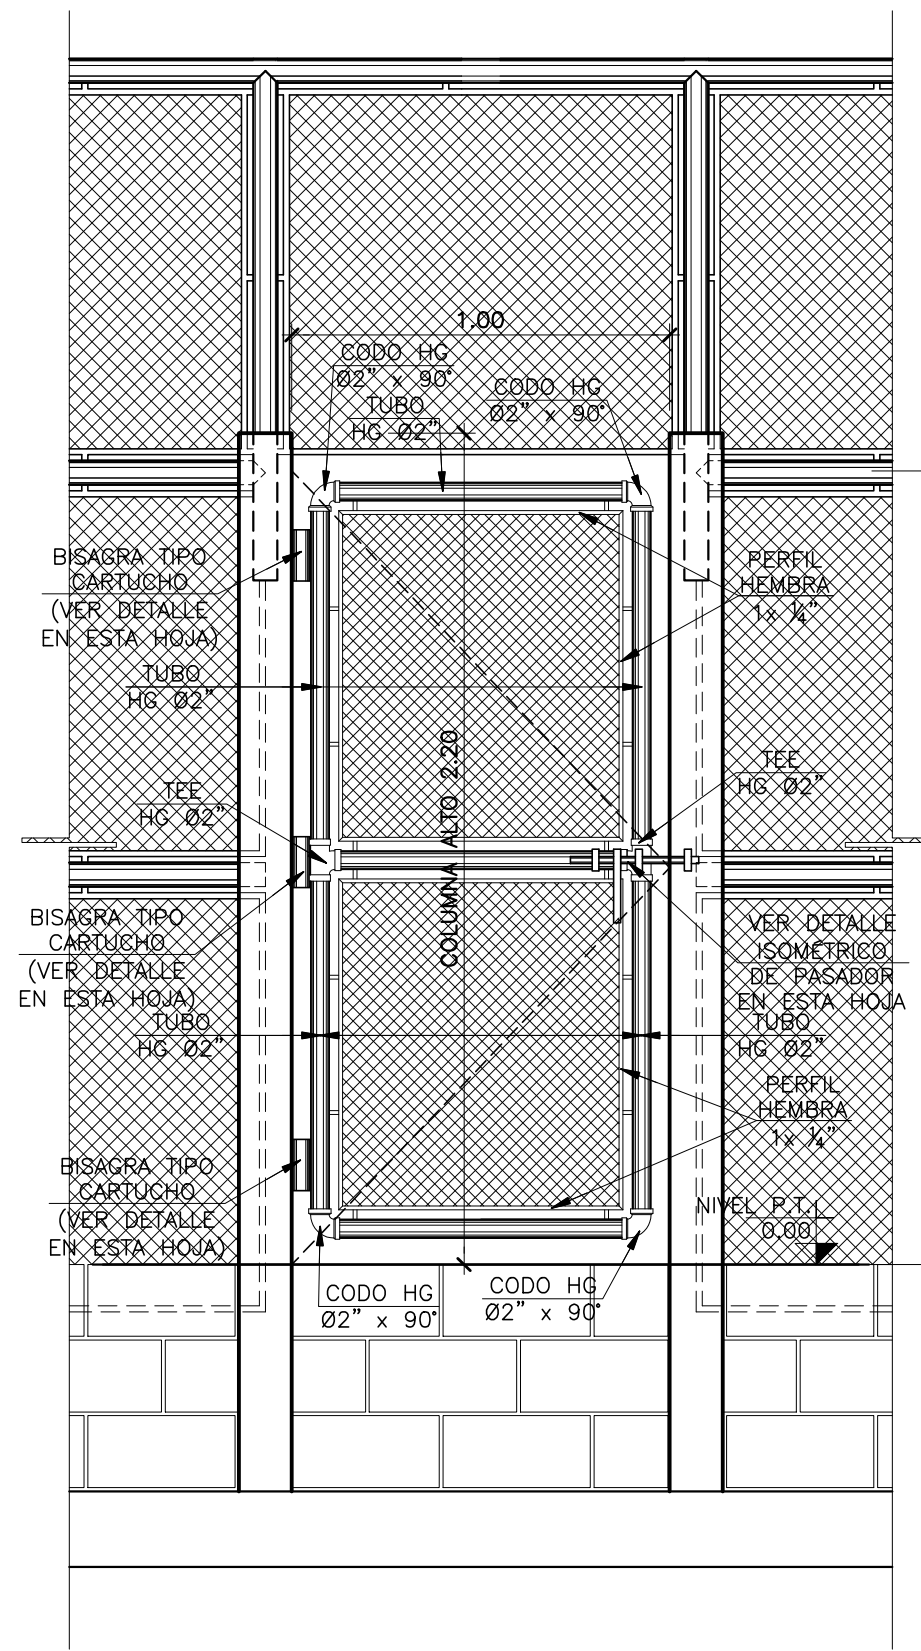 1.00
CODO HG
Ø2" x 90°
TUBO
HG Ø2"
CODO HG
Ø2" x 90°
BISAGRA TIPO
CARTUCHO
(VER DETALLE
EN ESTA HOJA)
PERFIL
HEMBRA
1x ¼"
TUBO
HG Ø2"
COLUMNA ALTO 2.20
TEE
HG Ø2"
TEE
HG Ø2"
BISAGRA TIPO
CARTUCHO
(VER DETALLE
EN ESTA HOJA)
VER DETALLE
ISOMÉTRICO
DE PASADOR
EN ESTA HOJA
TUBO
HG Ø2"
TUBO
HG Ø2"
PERFIL
HEMBRA
1x ¼"
BISAGRA TIPO
CARTUCHO
(VER DETALLE
EN ESTA HOJA)
NIVEL P.T.
0.00
CODO HG
Ø2" x 90°
CODO HG
Ø2" x 90°